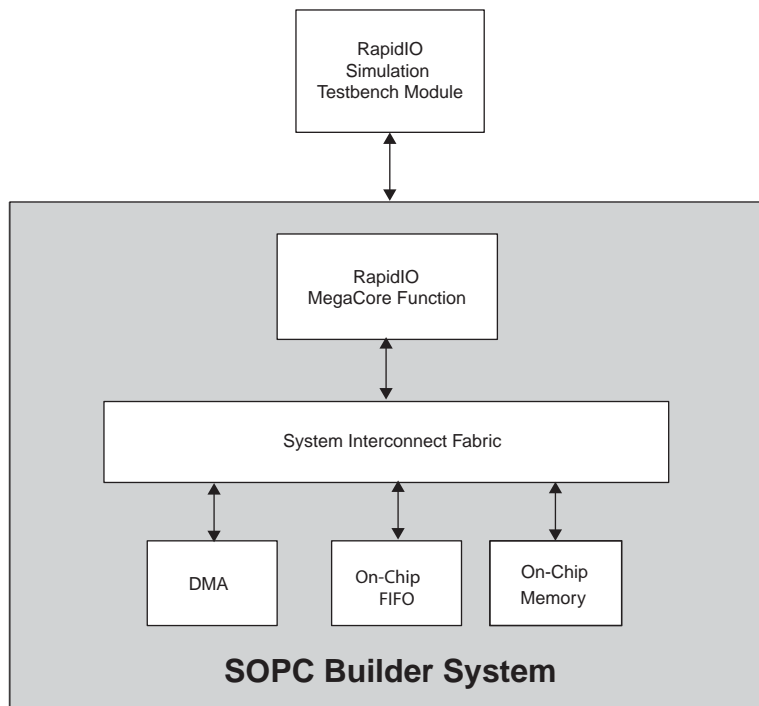 RapidIO
Simulation
Testbench Module
RapidIO
MegaCore Function
System Interconnect Fabric
DMA
On-Chip
FIFO
On-Chip
Memory
SOPC Builder System